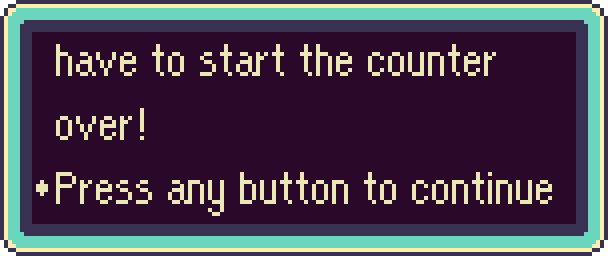 have to start the counter
over!
•Press any button to continue